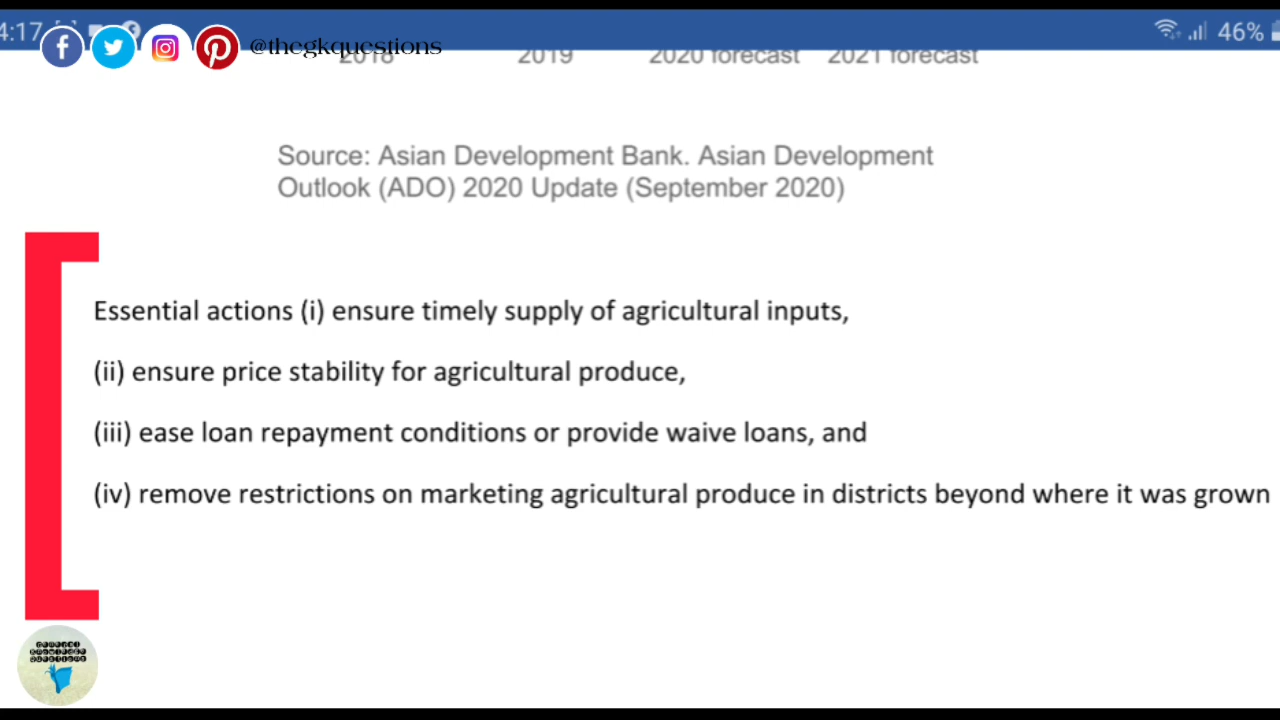 4:17
46%
@thegkquestions
2018 2019 2020 forecast 2021 forecast
Source: Asian Development Bank. Asian Development
Outlook (ADO) 2020 Update (September 2020)
Essential actions (i) ensure timely supply of agricultural inputs,
(ii) ensure price stability for agricultural produce,
(iii) ease loan repayment conditions or provide waive loans, and
(iv) remove restrictions on marketing agricultural produce in districts beyond where it was grown